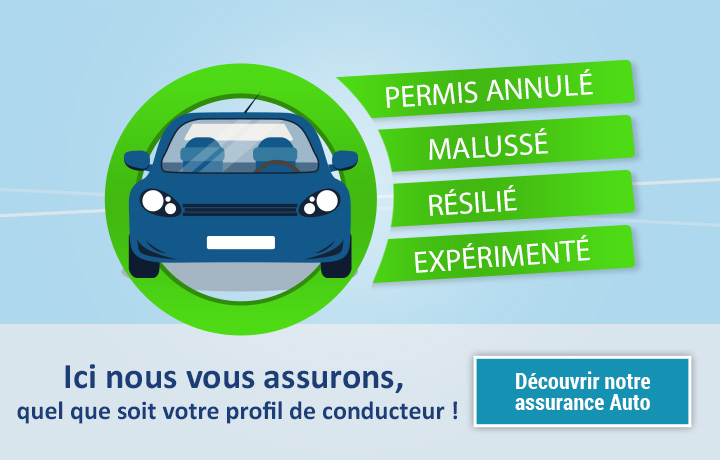 PERMIS ANNULÉ
MALUSSÉ
RÉSILIÉ
EXPÉRIMENTÉ
Ici nous vous assurons,
quel que soit votre profil de conducteur !
Découvrir notre
assurance Auto